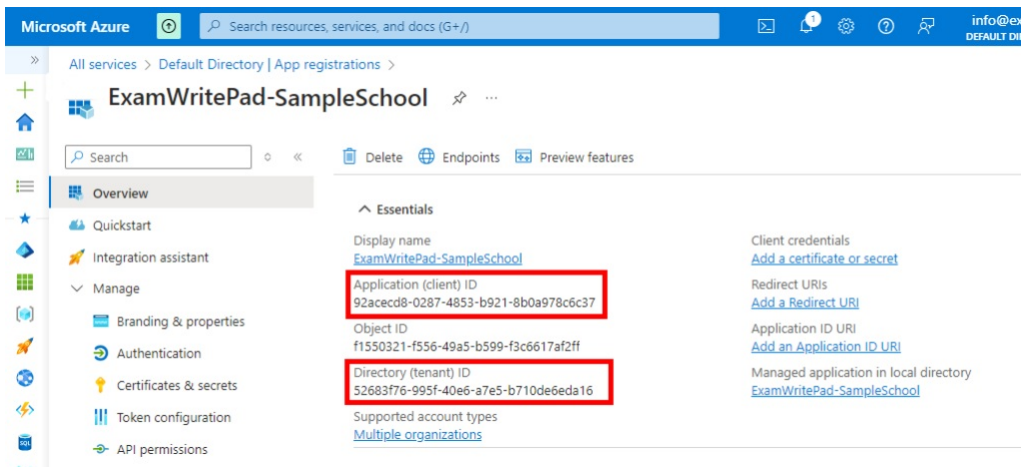 Microsoft Azure
Search resources, services, and docs (G+/)
1
info@ex
DEFAULT DI
All services > Default Directory | App registrations >
ExamWritePad-SampleSchool
Search
Delete
Endpoints
Preview features
Overview
Quickstart
Integration assistant
Manage
Branding & properties
Authentication
Certificates & secrets
Token configuration
API permissions
Essentials
Display name
ExamWritePad-SampleSchool
Application (client) ID
92acecd8-0287-4853-b921-8b0a978c6c37
Object ID
f1550321-f556-49a5-b599-f3c6617af2ff
Directory (tenant) ID
52683f76-995f-40e6-a7e5-b710de6eda16
Supported account types
Multiple organizations
Client credentials
Add a certificate or secret
Redirect URIs
Add a Redirect URI
Application ID URI
Add an Application ID URI
Managed application in local directory
ExamWritePad-SampleSchool
SQL